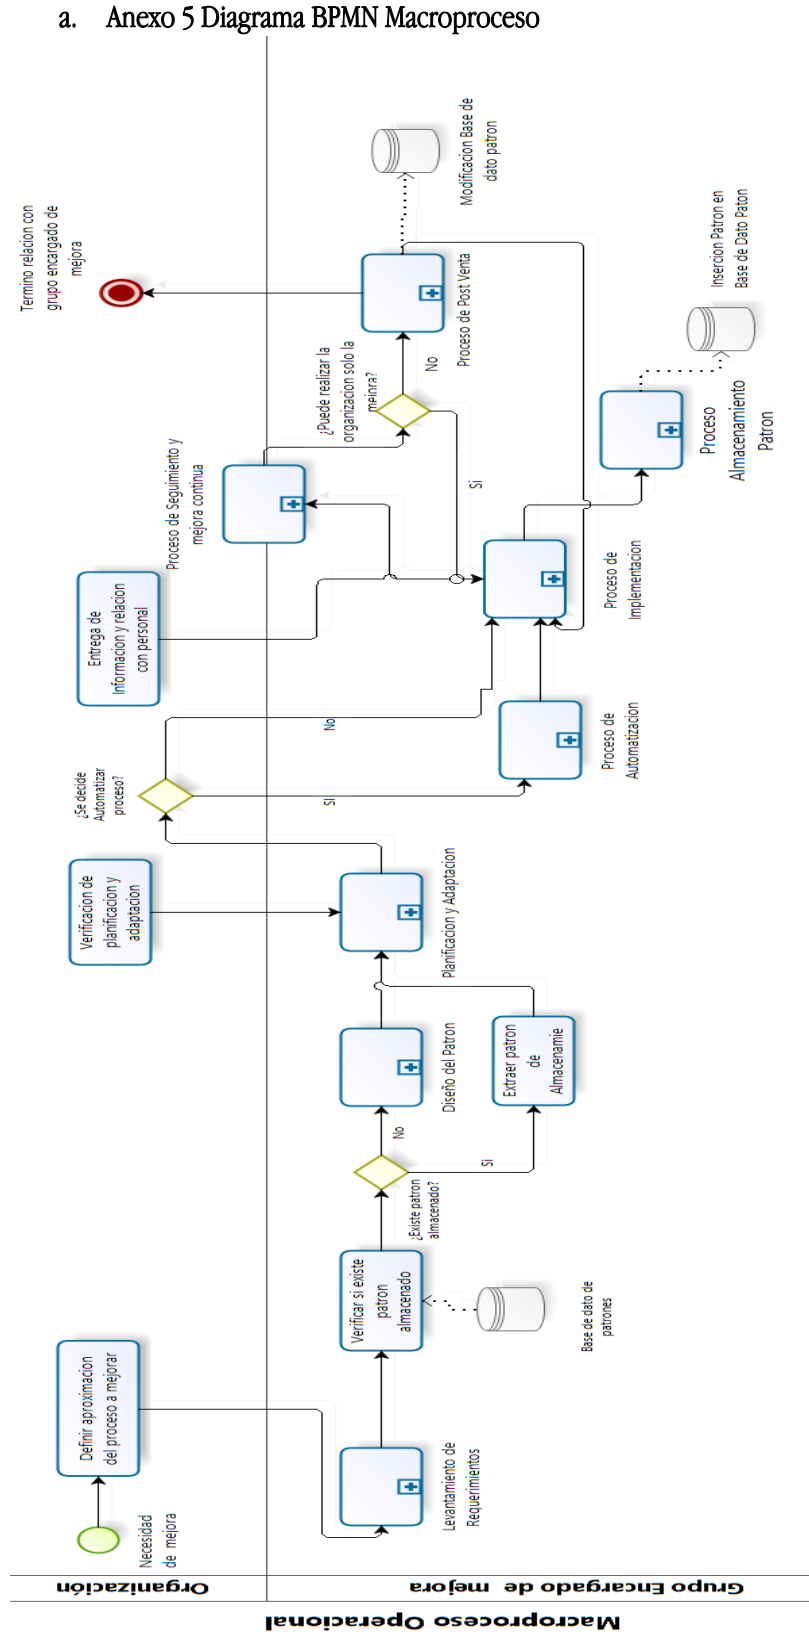 a. Anexo 5 Diagrama BPMN Macroproceso
Macroproceso Operacional
Organización
Grupo Encargado de mejora
Necesidad
de mejora
Definir aproximacion
del proceso a mejorar
Levantamiento de
Requerimientos
Verificar si existe
patron
almacenado
Base de dato de
patrones
¿Existe patron
almacenado?
No
Si
Diseño del Patron
Extraer patron
de
Almacenamie
Planificacion y Adaptacion
Verificacion de
planificacion y
adaptacion
¿Se decide
Automatizar
proceso?
Si
No
Proceso de
Automatizacion
Entrega de
Informacion y relacion
con personal
Proceso de
Implementacion
Proceso de Seguimiento y
mejora continua
¿Puede realizar la
organizacion solo la
mejora?
Si
No
Proceso
Almacenamiento
Patron
Insercion Patron en
Base de Dato Paton
Proceso de Post Venta
Modificacion Base de
dato patron
Termino relacion con
grupo encargado de
mejora